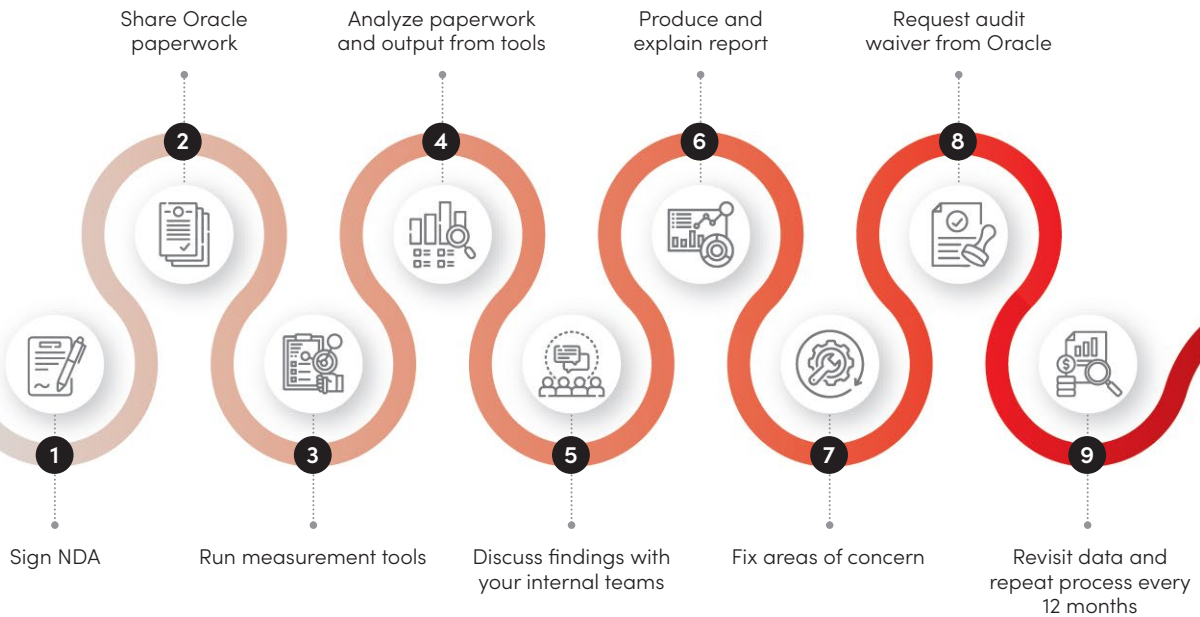 Share Oracle
paperwork
Analyze paperwork
and output from tools
Produce and
explain report
Request audit
waiver from Oracle
2
4
6
8
$
1
3
5
7
9
Sign NDA
Run measurement tools
Discuss findings with
your internal teams
Fix areas of concern
Revisit data and
repeat process every
12 months